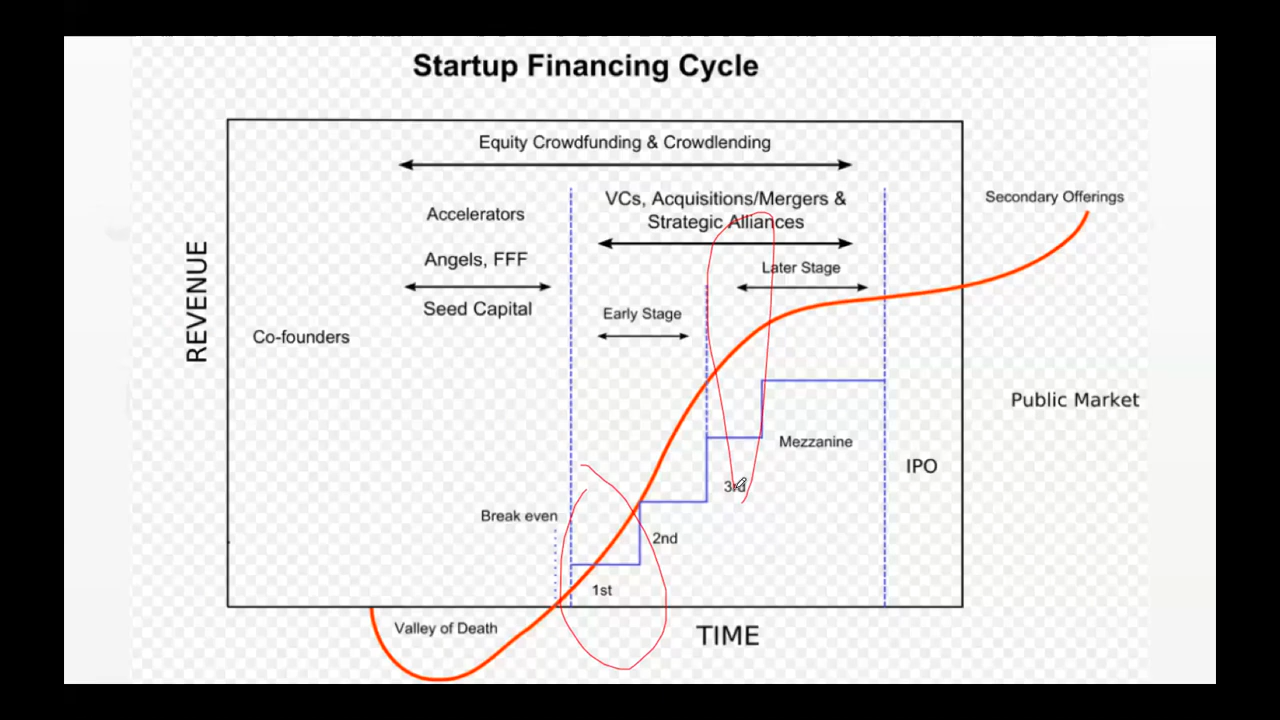 Startup Financing Cycle
Equity Crowdfunding & Crowdlending
VCs, Acquisitions/Mergers &
Strategic Alliances
Secondary Offerings
Accelerators
Angels, FFF
Seed Capital
Later Stage
Early Stage
REVENUE
Co-founders
Public Market
Mezzanine
IPO
3rd
Break even
2nd
1st
Valley of Death
TIME